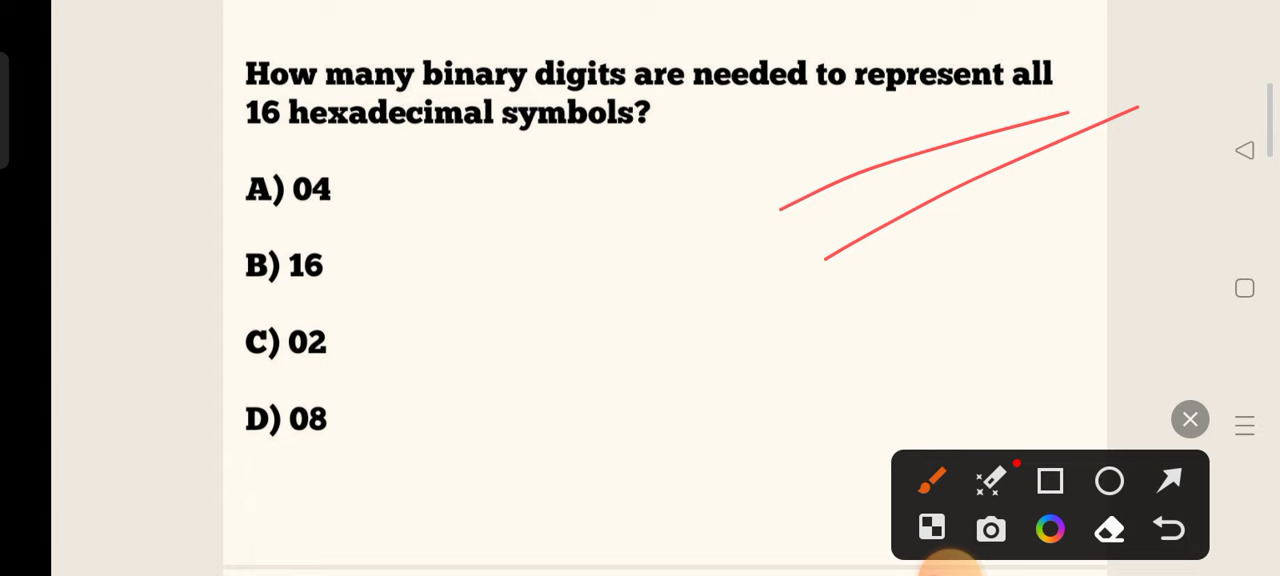 How many binary digits are needed to represent all
16 hexadecimal symbols?
A) 04
B) 16
C) 02
D) 08